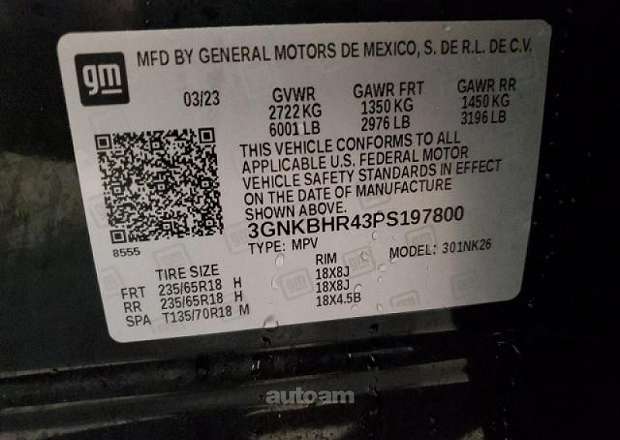 gm
MFD BY GENERAL MOTORS DE MEXICO, S. DE R.L. DE C.V.
03/23 GVWR GAWR FRT GAWR RR
2722 KG 1350 KG 1450 KG
6001 LB 2976 LB 3196 LB
THIS VEHICLE CONFORMS TO ALL
APPLICABLE U.S. FEDERAL MOTOR
VEHICLE SAFETY STANDARDS IN EFFECT
ON THE DATE OF MANUFACTURE
SHOWN ABOVE.
8555
3GNKBHR43PS197800
TYPE: MPV MODEL: 301NK26
TIRE SIZE RIM
FRT 235/65R18 H 18X8J
RR 235/65R18 H 18X8J
SPA T135/70R18 M 18X4.5B
autoam